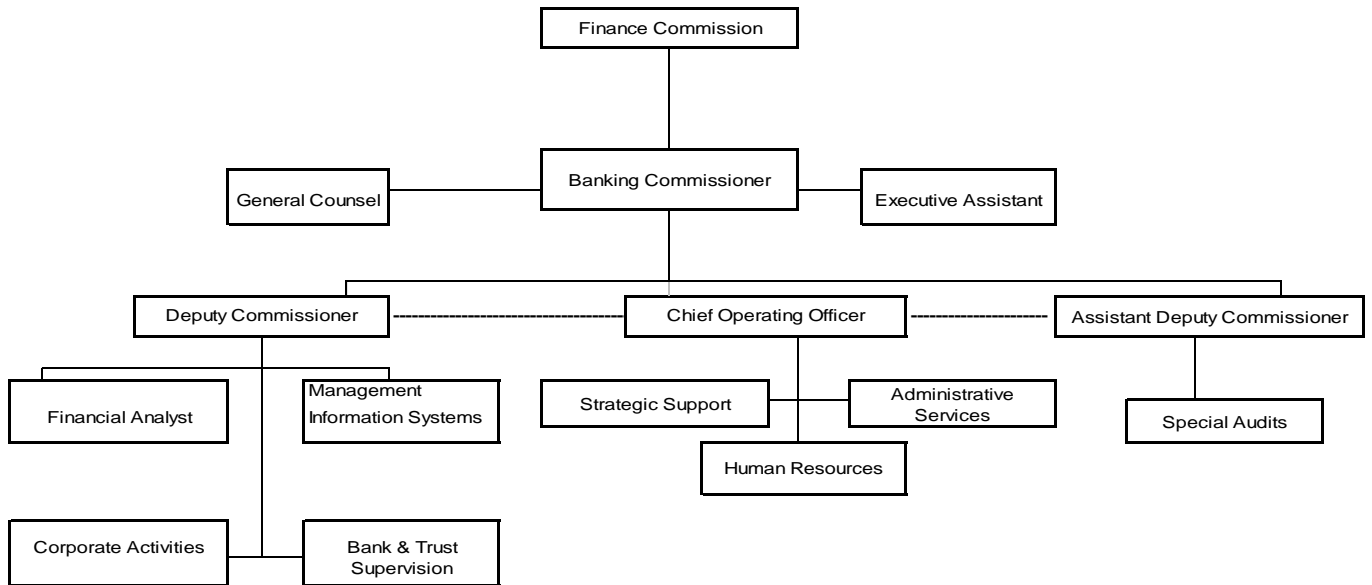 Finance Commission
General Counsel
Banking Commissioner
Executive Assistant
Deputy Commissioner
Chief Operating Officer
Assistant Deputy Commissioner
Financial Analyst
Management
Information Systems
Strategic Support
Administrative
Services
Special Audits
Human Resources
Corporate Activities
Bank & Trust
Supervision